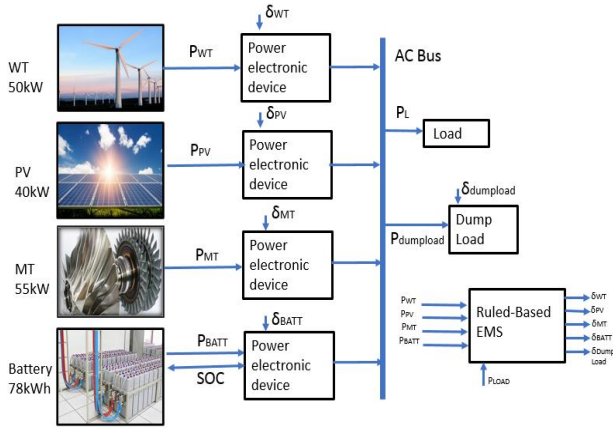 δWT
WT
50kW
PWT
Power
electronic
device
AC Bus
PL
Load
δPV
PV
40kW
PPV
Power
electronic
device
δdumpload
Pdumpload
Dump
Load
δMT
MT
55kW
PMT
Power
electronic
device
δBATT
Battery
78kWh
PBATT
SOC
Power
electronic
device
PWT
PPV
PMT
PBATT
Ruled-Based
EMS
δWT
δPV
δMT
δBATT
δDump
Load
PLOAD